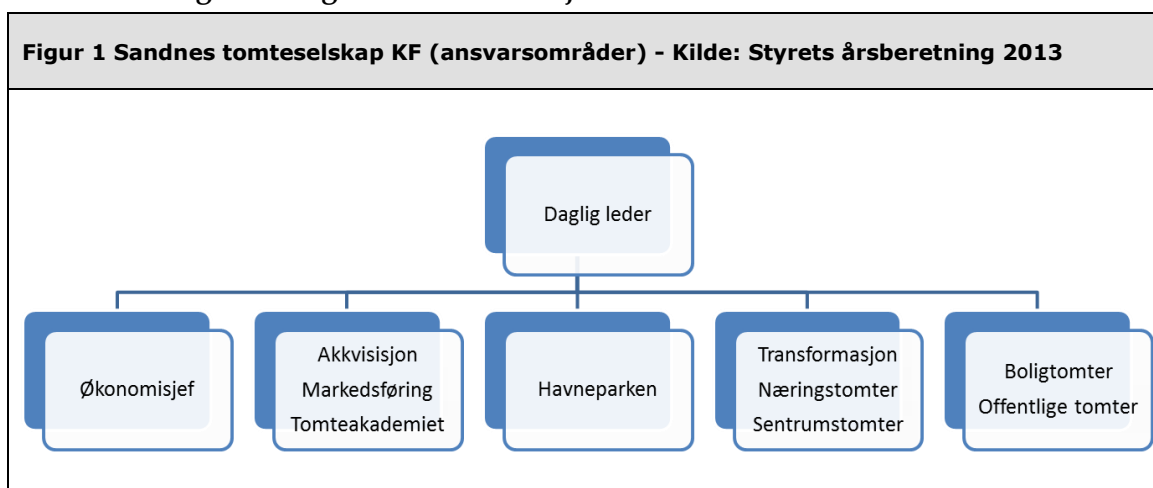 Figur 1 Sandnes tomteselskap KF (ansvarsområder) - Kilde: Styrets årsberetning 2013
Daglig leder
Økonomisjef
Akkvisisjon
Markedsføring
Tomteakademiet
Havneparken
Transformasjon
Næringstomter
Sentrumstomter
Boligtomter
Offentlige tomter